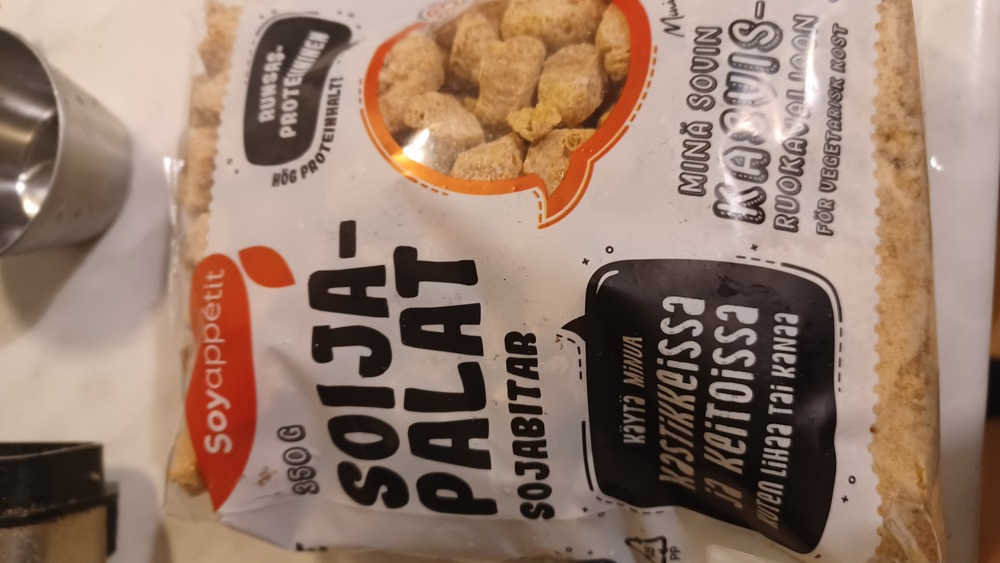 Soyappétit
RUNSAS-
PROTEIININEN
HÖG PROTEINHALT!
350 G
SOIJA-
PALAT
SOJABITAR
KÄYTÄ MINUA
KASTIKKEISSA
JA KEITOISSA
KUTEN LIHAA TAI KANAA
MINÄ SOVIN
KASVIS-
RUOKAVALIOON
FÖR VEGETARISK KOST
PP